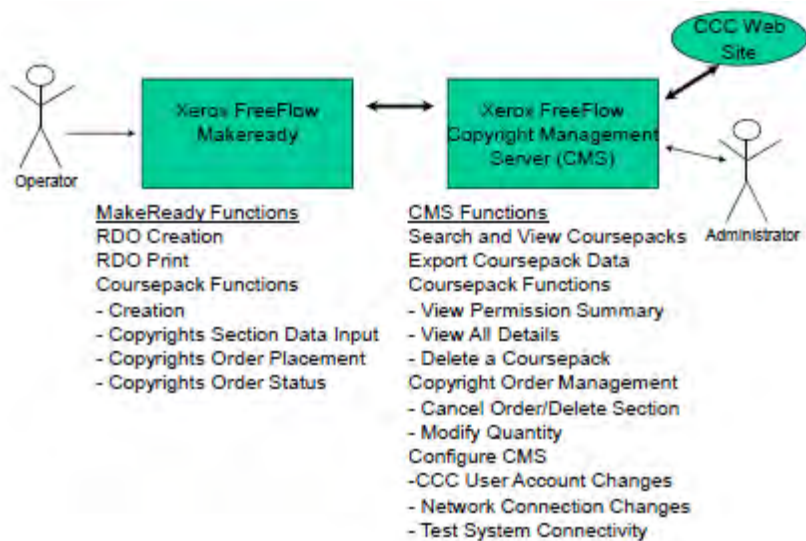 CCC Web
Site
Xerox FreeFlow
Makeready
Xerox FreeFlow
Copyright Management
Server (CMS)
Operator
Administrator
MakeReady Functions
RDO Creation
RDO Print
Coursepack Functions
- Creation
- Copyrights Section Data Input
- Copyrights Order Placement
- Copyrights Order Status
CMS Functions
Search and View Coursepacks
Export Coursepack Data
Coursepack Functions
- View Permission Summary
- View All Details
- Delete a Coursepack
Copyright Order Management
- Cancel Order/Delete Section
- Modify Quantity
Configure CMS
-CCC User Account Changes
- Network Connection Changes
- Test System Connectivity